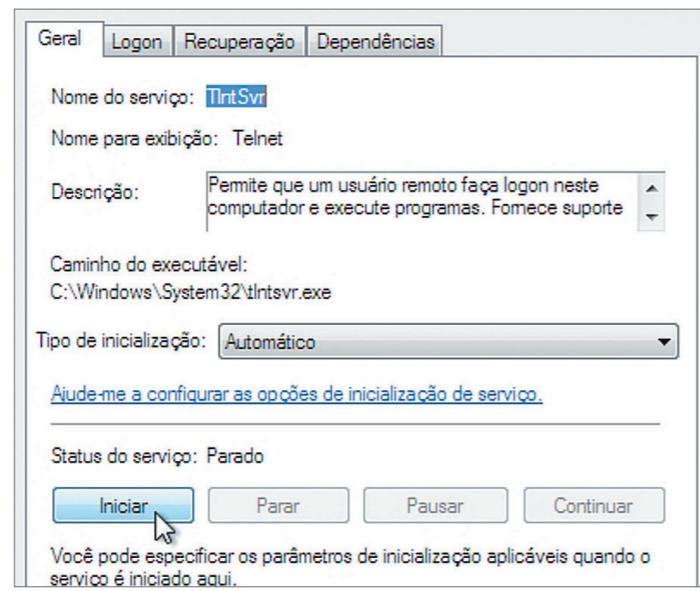 Geral Logon Recuperação Dependências
Nome do serviço: TlntSvr
Nome para exibição: Telnet
Descrição: Permite que um usuário remoto faça logon neste
computador e execute programas. Fornece suporte
Caminho do executável:
C:\Windows\System32\tlntsvr.exe
Tipo de inicialização: Automático
Ajude-me a configurar as opções de inicialização de serviço.
Status do serviço: Parado
Iniciar Parar Pausar Continuar
Você pode especificar os parâmetros de inicialização aplicáveis quando o
serviço é iniciado aqui.